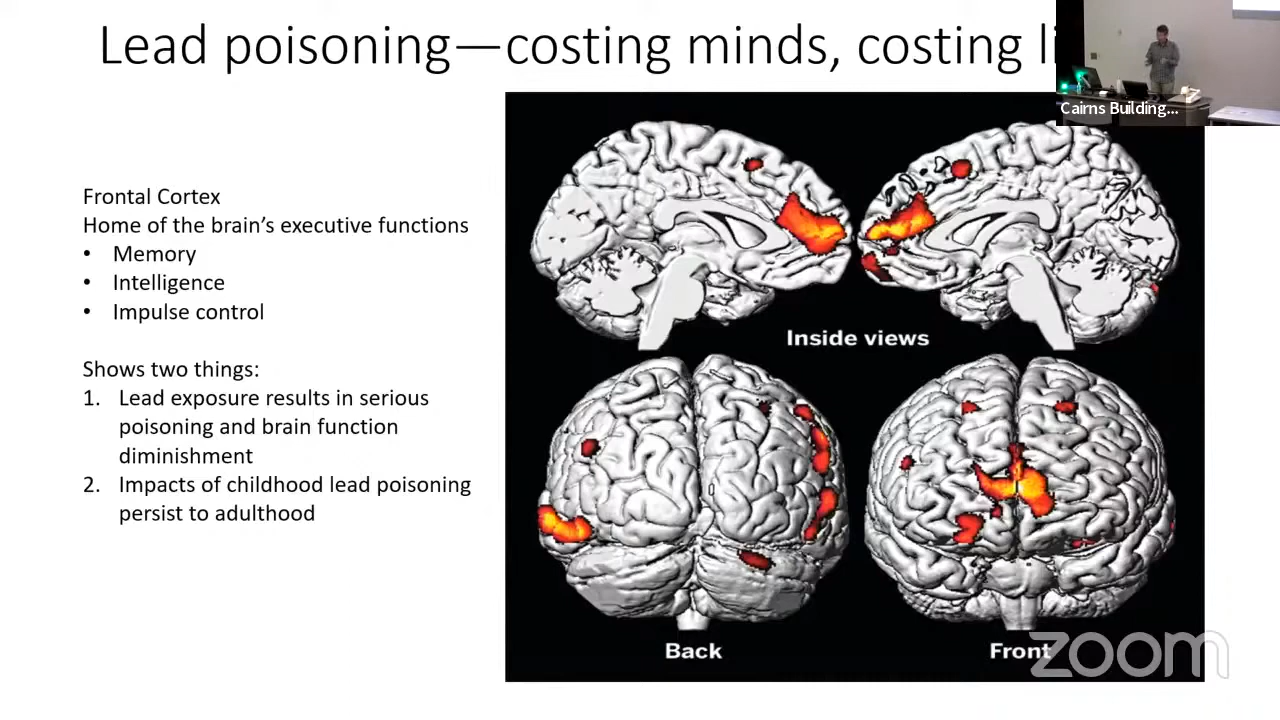 Lead poisoning—costing minds, costing li
Cairns Building...
Frontal Cortex
Home of the brain's executive functions
• Memory
• Intelligence
• Impulse control
Shows two things:
1. Lead exposure results in serious
poisoning and brain function
diminishment
2. Impacts of childhood lead poisoning
persist to adulthood
Inside views
Back
Front
zoom